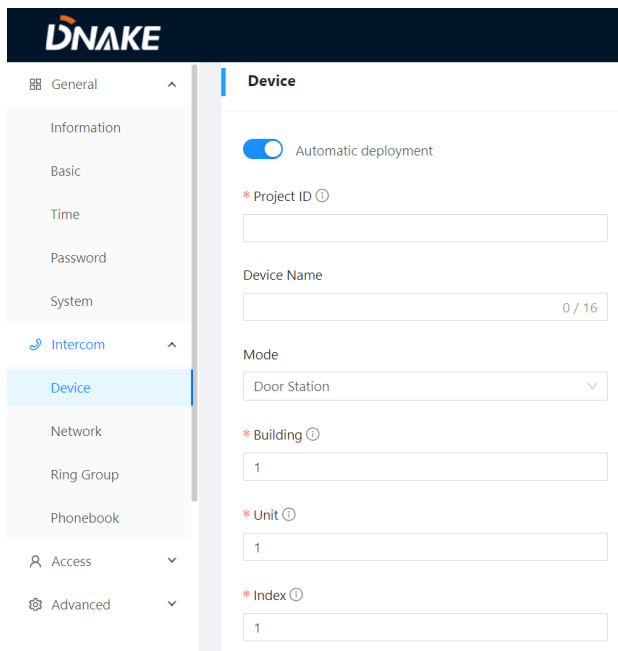 DNAKE
General
Information
Basic
Time
Password
System
Intercom
Device
Network
Ring Group
Phonebook
Access
Advanced
Device
Automatic deployment
* Project ID
Device Name
0 / 16
Mode
Door Station
* Building
1
* Unit
1
* Index
1